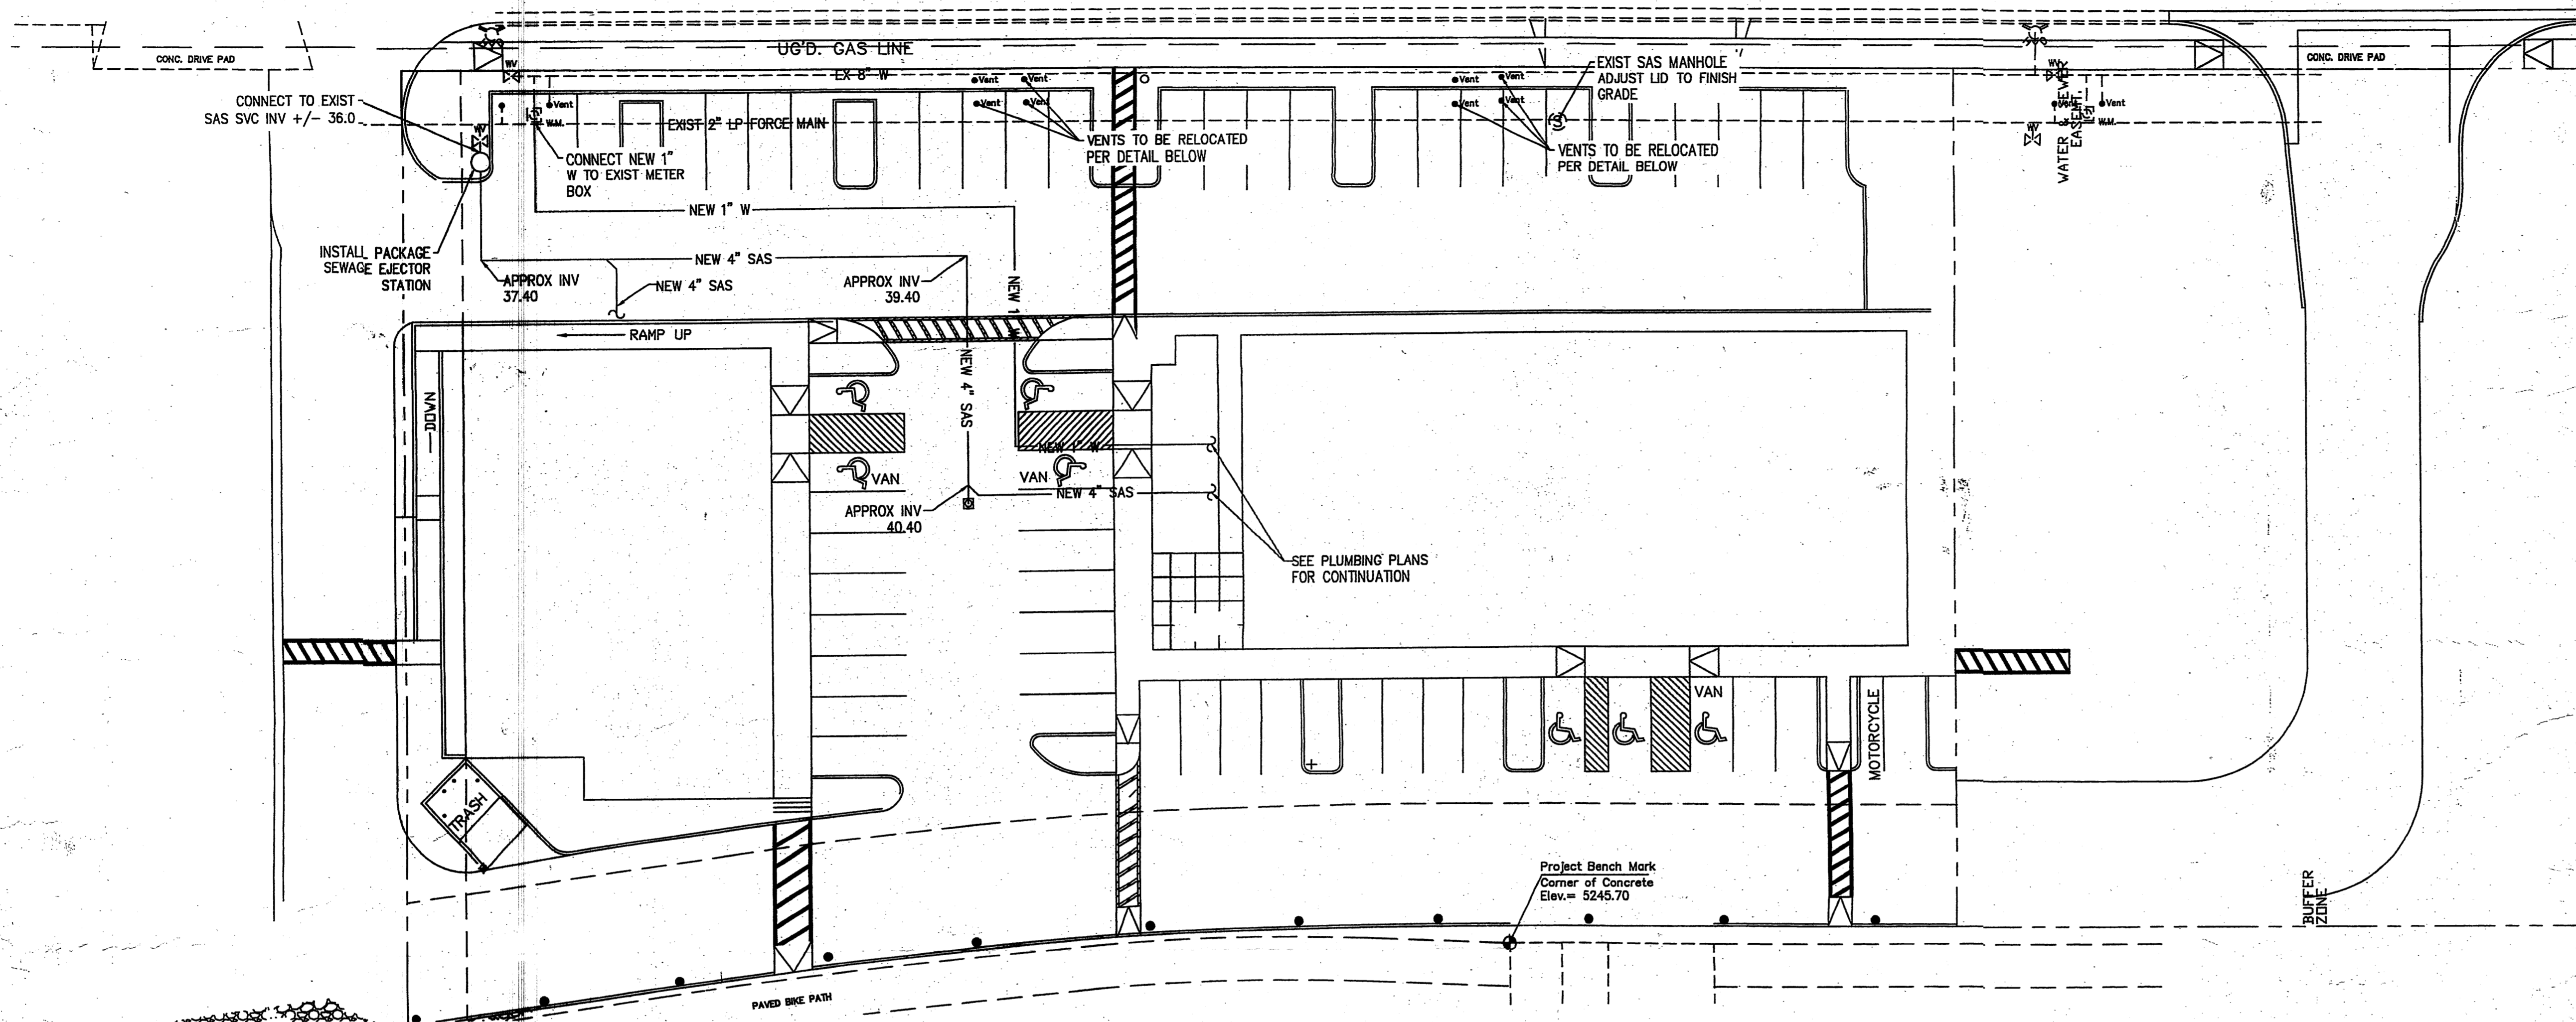 UG'D. GAS LINE
CONC. DRIVE PAD
CONC. DRIVE PAD
WV
EX 8" W
Vent
Vent
Vent
Vent
Vent
Vent
Vent
Vent
Vent
Vent
EXIST SAS MANHOLE
ADJUST LID TO FINISH
GRADE
S
WV
WV
W.M.
WATER & SEWER
EASEMT.
CONNECT TO EXIST
SAS SVC INV +/- 36.0
WV
W.M.
EXIST 2" LP FORCE MAIN
VENTS TO BE RELOCATED
PER DETAIL BELOW
VENTS TO BE RELOCATED
PER DETAIL BELOW
CONNECT NEW 1"
W TO EXIST METER
BOX
NEW 1" W
INSTALL PACKAGE
SEWAGE EJECTOR
STATION
NEW 4" SAS
APPROX INV
37.40
NEW 4" SAS
APPROX INV
39.40
NEW 1" W
RAMP UP
DOWN
NEW 4" SAS
NEW 1" W
VAN
VAN
NEW 4" SAS
APPROX INV
40.40
SEE PLUMBING PLANS
FOR CONTINUATION
VAN
MOTORCYCLE
TRASH
Project Bench Mark
Corner of Concrete
Elev.= 5245.70
BUFFER
ZONE
PAVED BIKE PATH